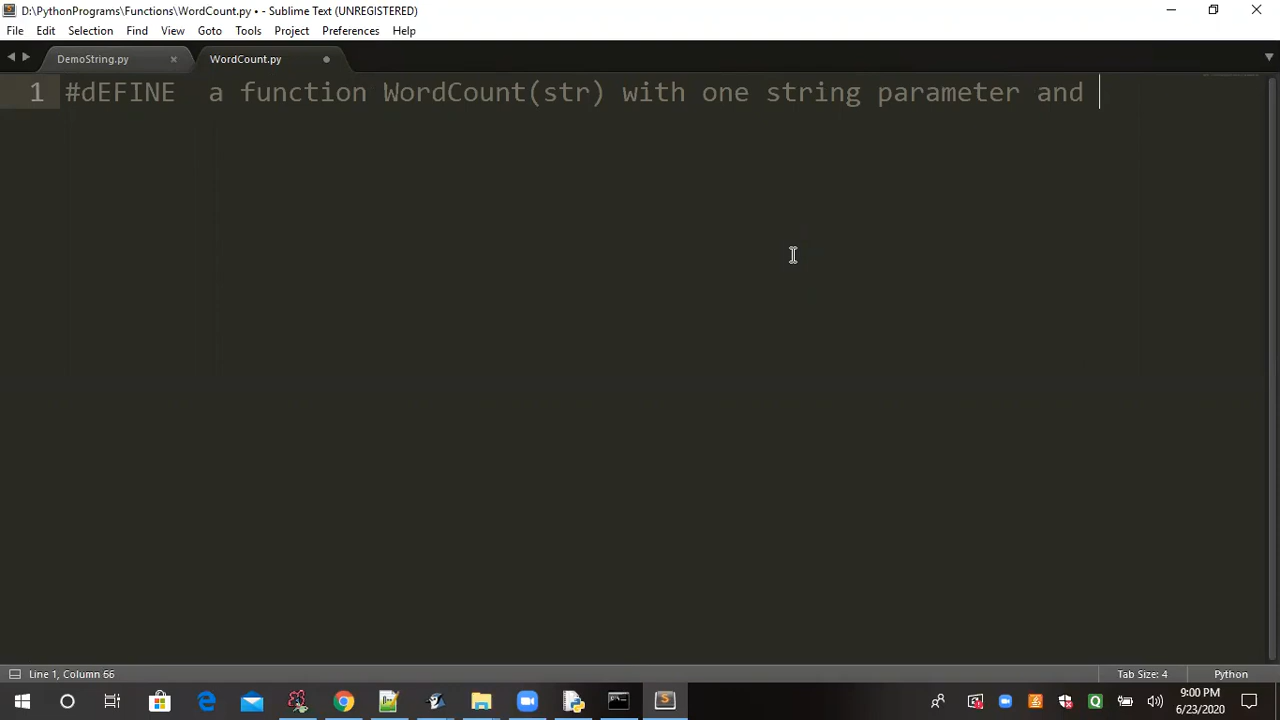 D:\PythonPrograms\Functions\WordCount.py • - Sublime Text (UNREGISTERED)
File Edit Selection Find View Goto Tools Project Preferences Help
DemoString.py WordCount.py
1 #dEFINE  a function WordCount(str) with one string parameter and
Line 1, Column 66 Tab Size: 4 Python
9:00 PM
6/23/2020